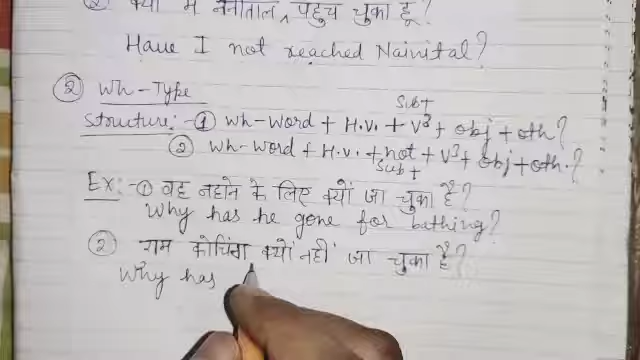 ② क्या मैं नैनीताल पहुंच चुका हूँ?
Have I not reached Nainital?
② Wh-Type
Sub+
Structure:-① Wh-word + H.V. + V³ + obj + oth?
② Wh-word + H.V. + not + V³ + obj + oth.?
Sub+
Ex:-① वह नहाने के लिए क्यों जा चुका है?
Why has he gone for bathing?
② राम कोचिंग क्यों नहीं जा चुका है?
Why has